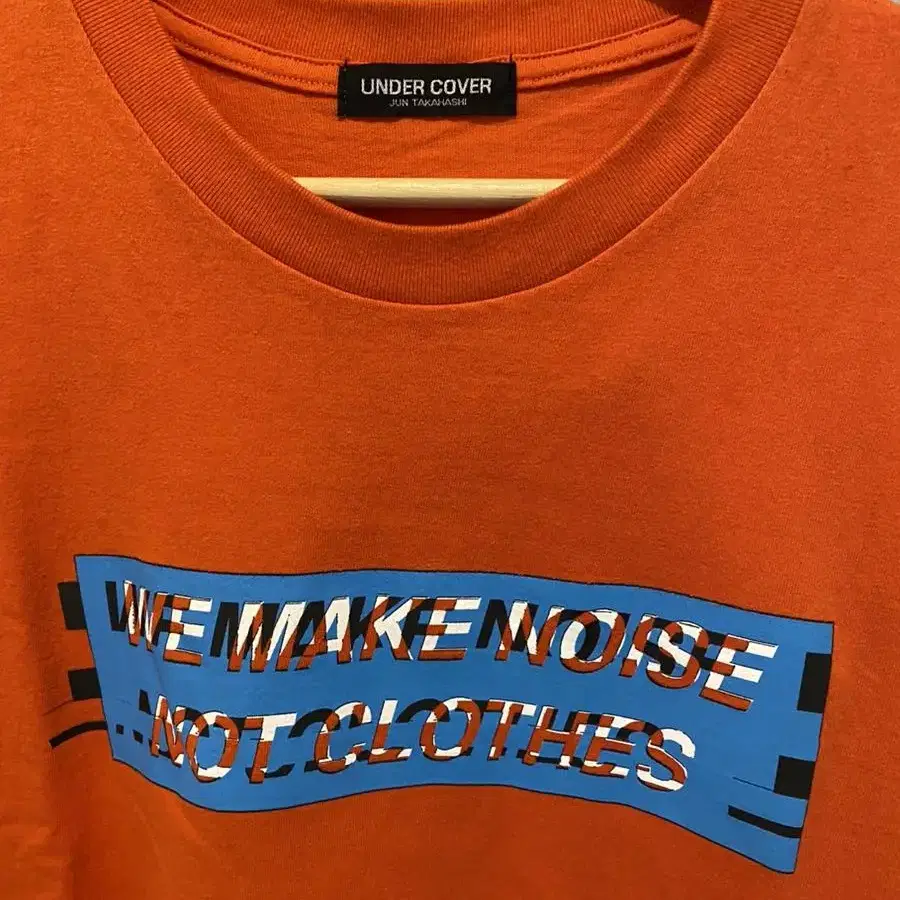 UNDER COVER
JUN TAKAHASHI
WE MAKE NOISE
NOT CLOTHES